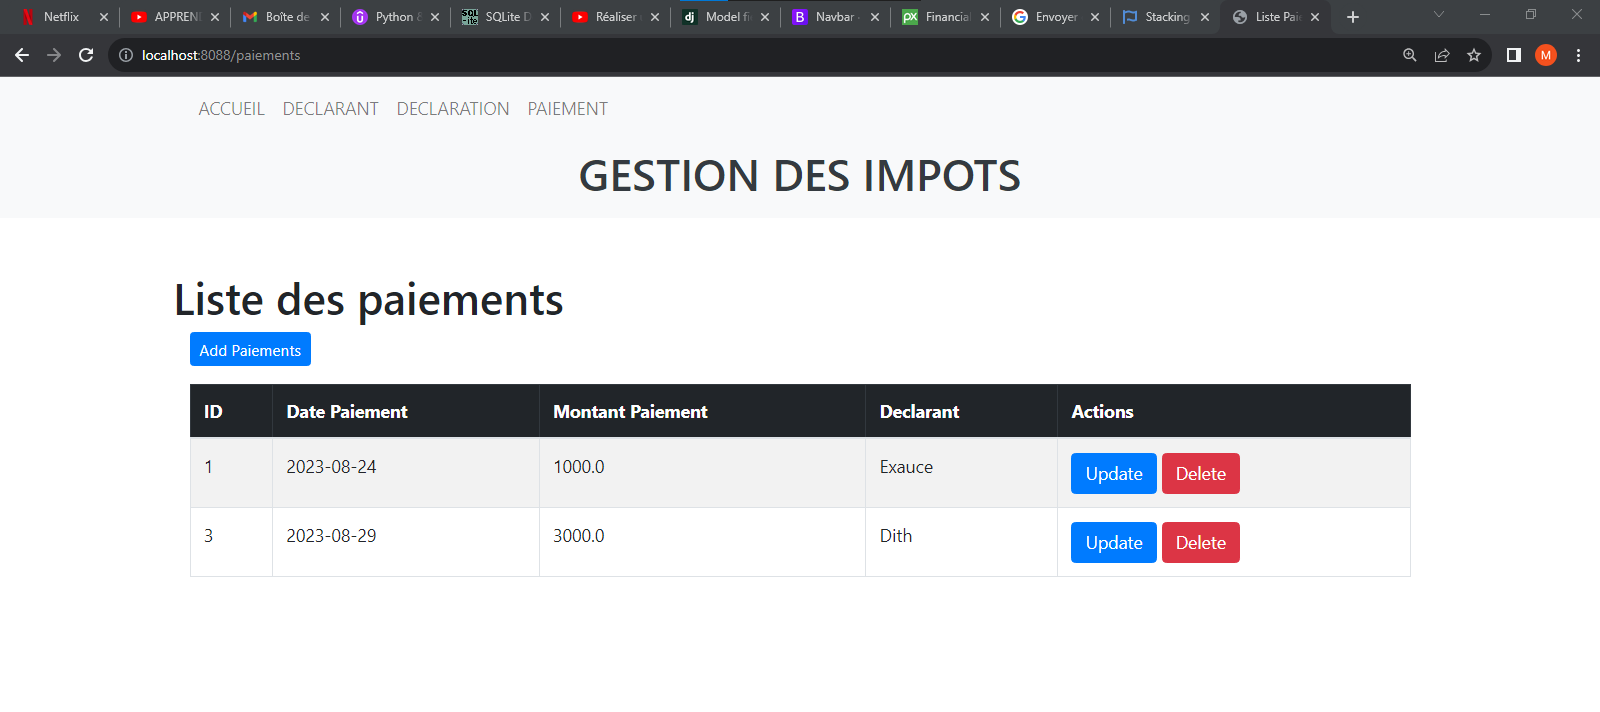 Netflix APPREN Boîte de Python & SQLite D Réaliser Model fi Navbar Financial Envoyer Stacking Liste Pai
localhost:8088/paiements M
ACCUEIL DECLARANT DECLARATION PAIEMENT
GESTION DES IMPOTS
Liste des paiements
Add Paiements
ID Date Paiement Montant Paiement Declarant Actions
1 2023-08-24 1000.0 Exauce Update Delete
3 2023-08-29 3000.0 Dith Update Delete